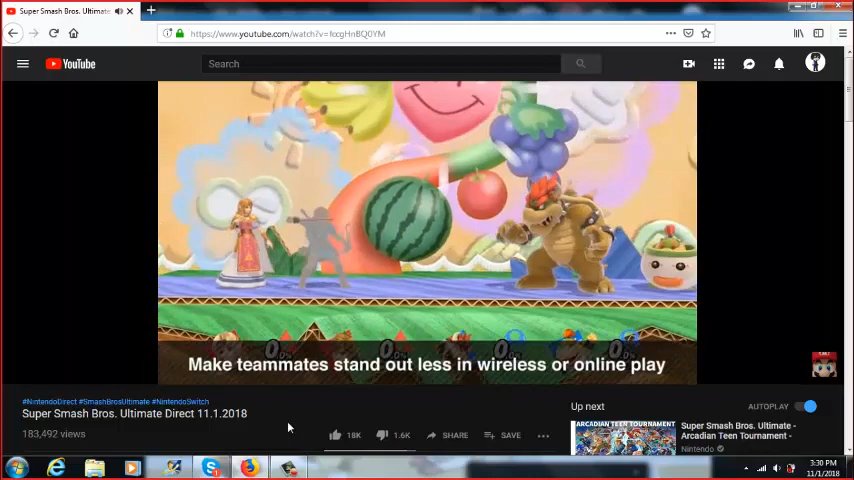 Super Smash Bros. Ultimate
https://www.youtube.com/watch?v=fccgHnBQ0YM
YouTube
Search
Make teammates stand out less in wireless or online play
#NintendoDirect #SmashBrosUltimate #NintendoSwitch
Super Smash Bros. Ultimate Direct 11.1.2018
183,492 views
18K
1.6K
SHARE
SAVE
Up next
AUTOPLAY
ARCADIAN TEEN TOURNAMENT
Super Smash Bros. Ultimate -
Arcadian Teen Tournament -
Nintendo
3:30 PM
11/1/2018